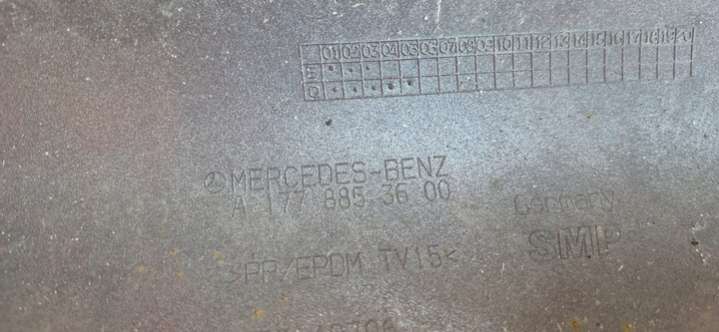 01 02 03 04 05 06 07 08 09 10 11 12 13 14 15 16 17 18 19 20
E
Q
MERCEDES-BENZ
A 177 885 36 00
Germany
SMP
>PP/EPDM TV15<